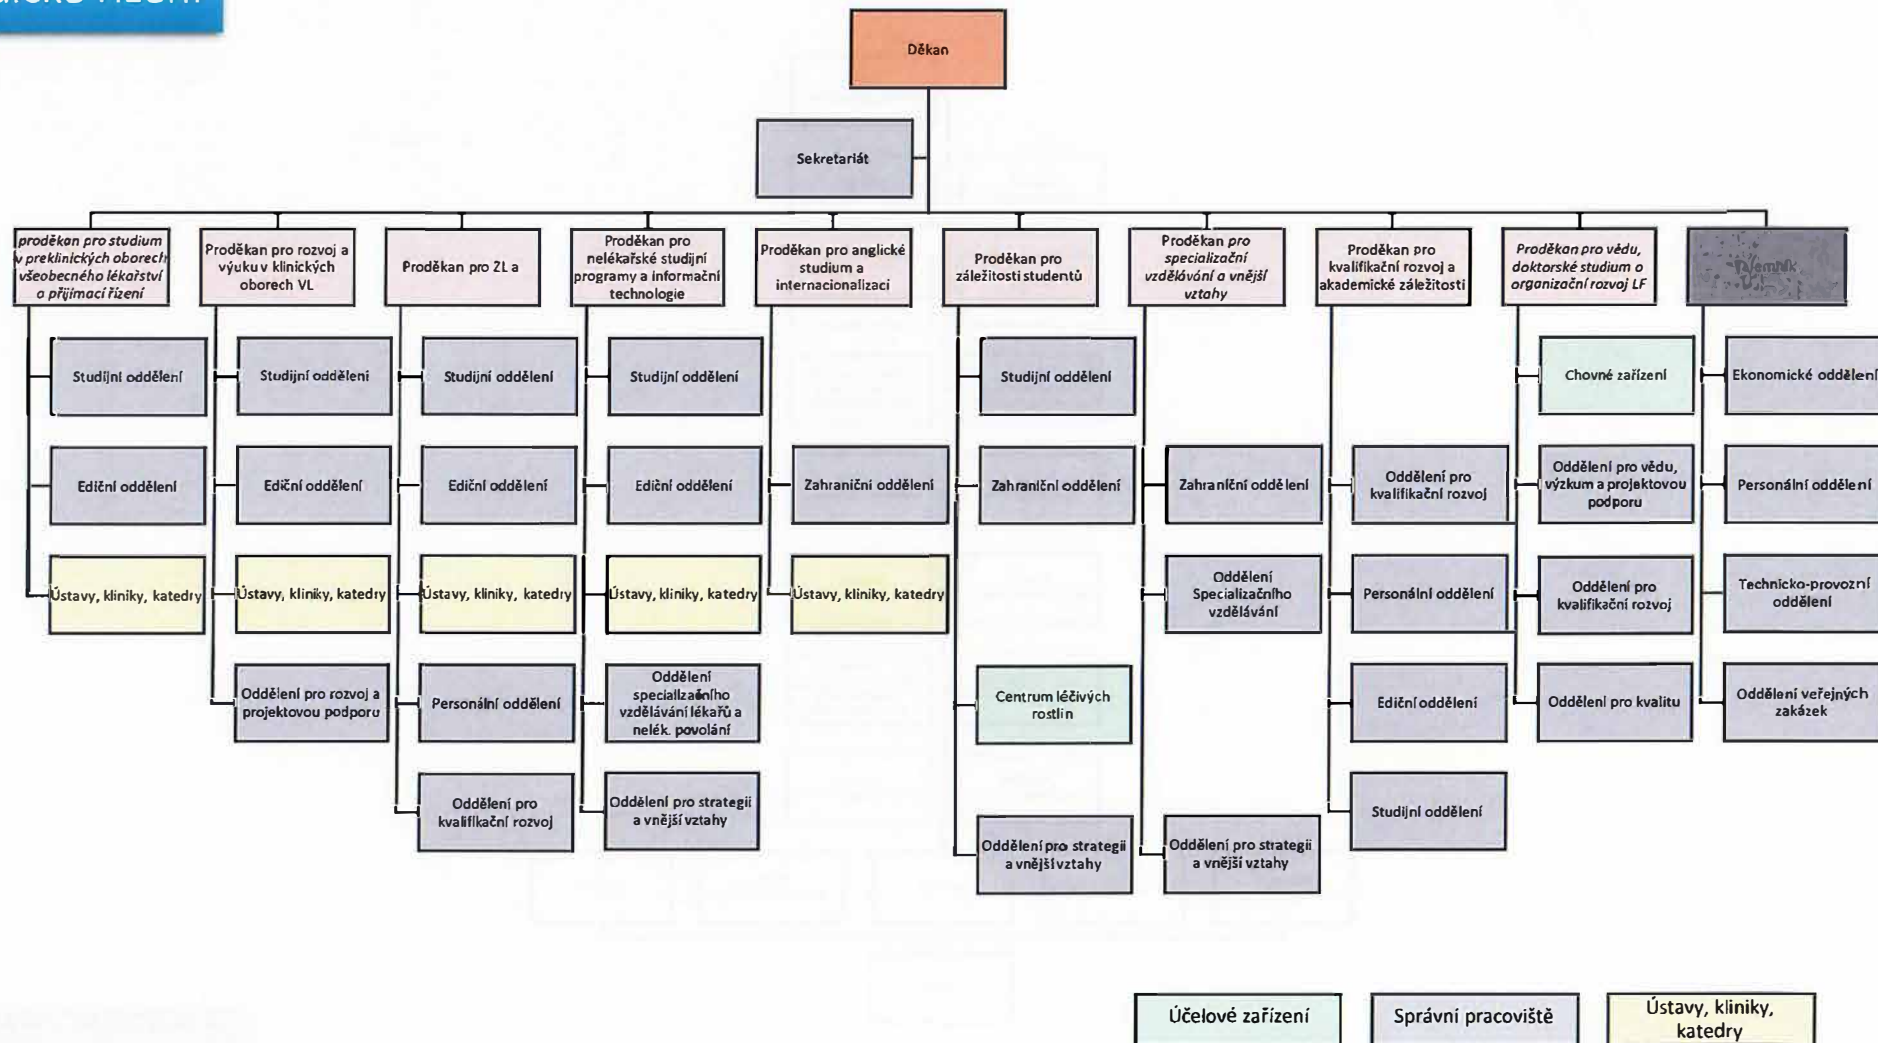 Děkan
Sekretariát
proděkan pro studium
v preklinických oborech
všeobecného lékařství
o přijimací řízení
Proděkan pro rozvoj a
výuku v klinických
oborech VL
Proděkan pro ZL a
Proděkan pro
nelékařské studijní
programy a informační
technologie
Proděkan pro anglické
studium a
internacionalizaci
Proděkan pro
záležitosti studentů
Proděkan pro
specializační
vzdělávání a vnější
vztahy
Proděkan pro
kvalifikační rozvoj a
akademické záležitosti
Proděkan pro vědu,
doktorské studium o
organizační rozvoj LF
Tajemník
Studijní oddělení
Studijní oddělení
Studijní oddělení
Studijní oddělení
Studijní oddělení
Chovné zařízení
Ekonomické oddělení
Ediční oddělení
Ediční oddělení
Ediční oddělení
Ediční oddělení
Zahraniční oddělení
Zahraniční oddělení
Zahraniční oddělení
Oddělení pro
kvalifikační rozvoj
Oddělení pro vědu,
výzkum a projektovou
podporu
Personální oddělení
Ústavy, kliniky, katedry
Ústavy, kliniky, katedry
Ústavy, kliniky, katedry
Ústavy, kliniky, katedry
Ústavy, kliniky, katedry
Oddělení
Specializačního
vzdělávání
Personální oddělení
Oddělení pro
kvalifikační rozvoj
Technicko-provozní
oddělení
Oddělení pro rozvoj a
projektovou podporu
Personální oddělení
Oddělení
specializačního
vzdělávání lékařů a
nelék. povolání
Centrum léčivých
rostlin
Ediční oddělení
Oddělení pro kvalitu
Oddělení veřejných
zakázek
Oddělení pro
kvalifikační rozvoj
Oddělení pro strategii
a vnější vztahy
Studijní oddělení
Oddělení pro strategii
a vnější vztahy
Oddělení pro strategii
a vnější vztahy
Účelové zařízení
Správní pracoviště
Ústavy, kliniky,
katedry